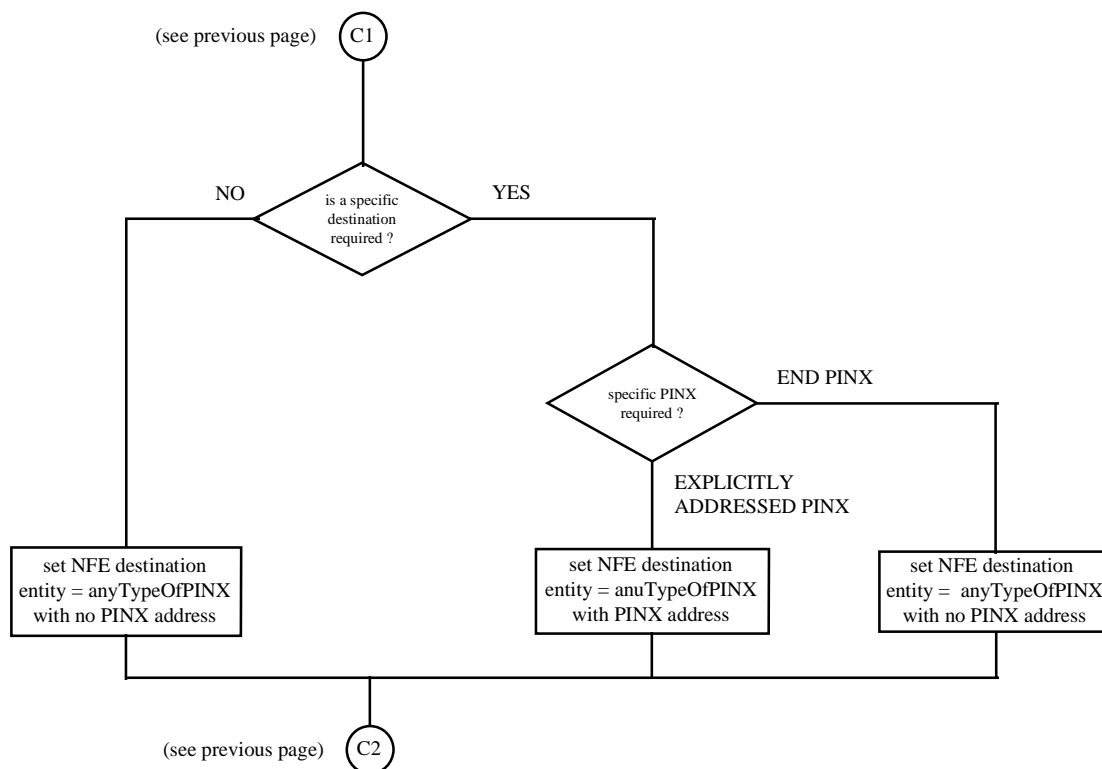 (see previous page) C1
NO
YES
is a specific
destination
required ?
END PINX
specific PINX
required ?
EXPLICITLY
ADDRESSED PINX
set NFE destination
entity = anyTypeOfPINX
with no PINX address
set NFE destination
entity = anuTypeOfPINX
with PINX address
set NFE destination
entity = anyTypeOfPINX
with no PINX address
(see previous page) C2